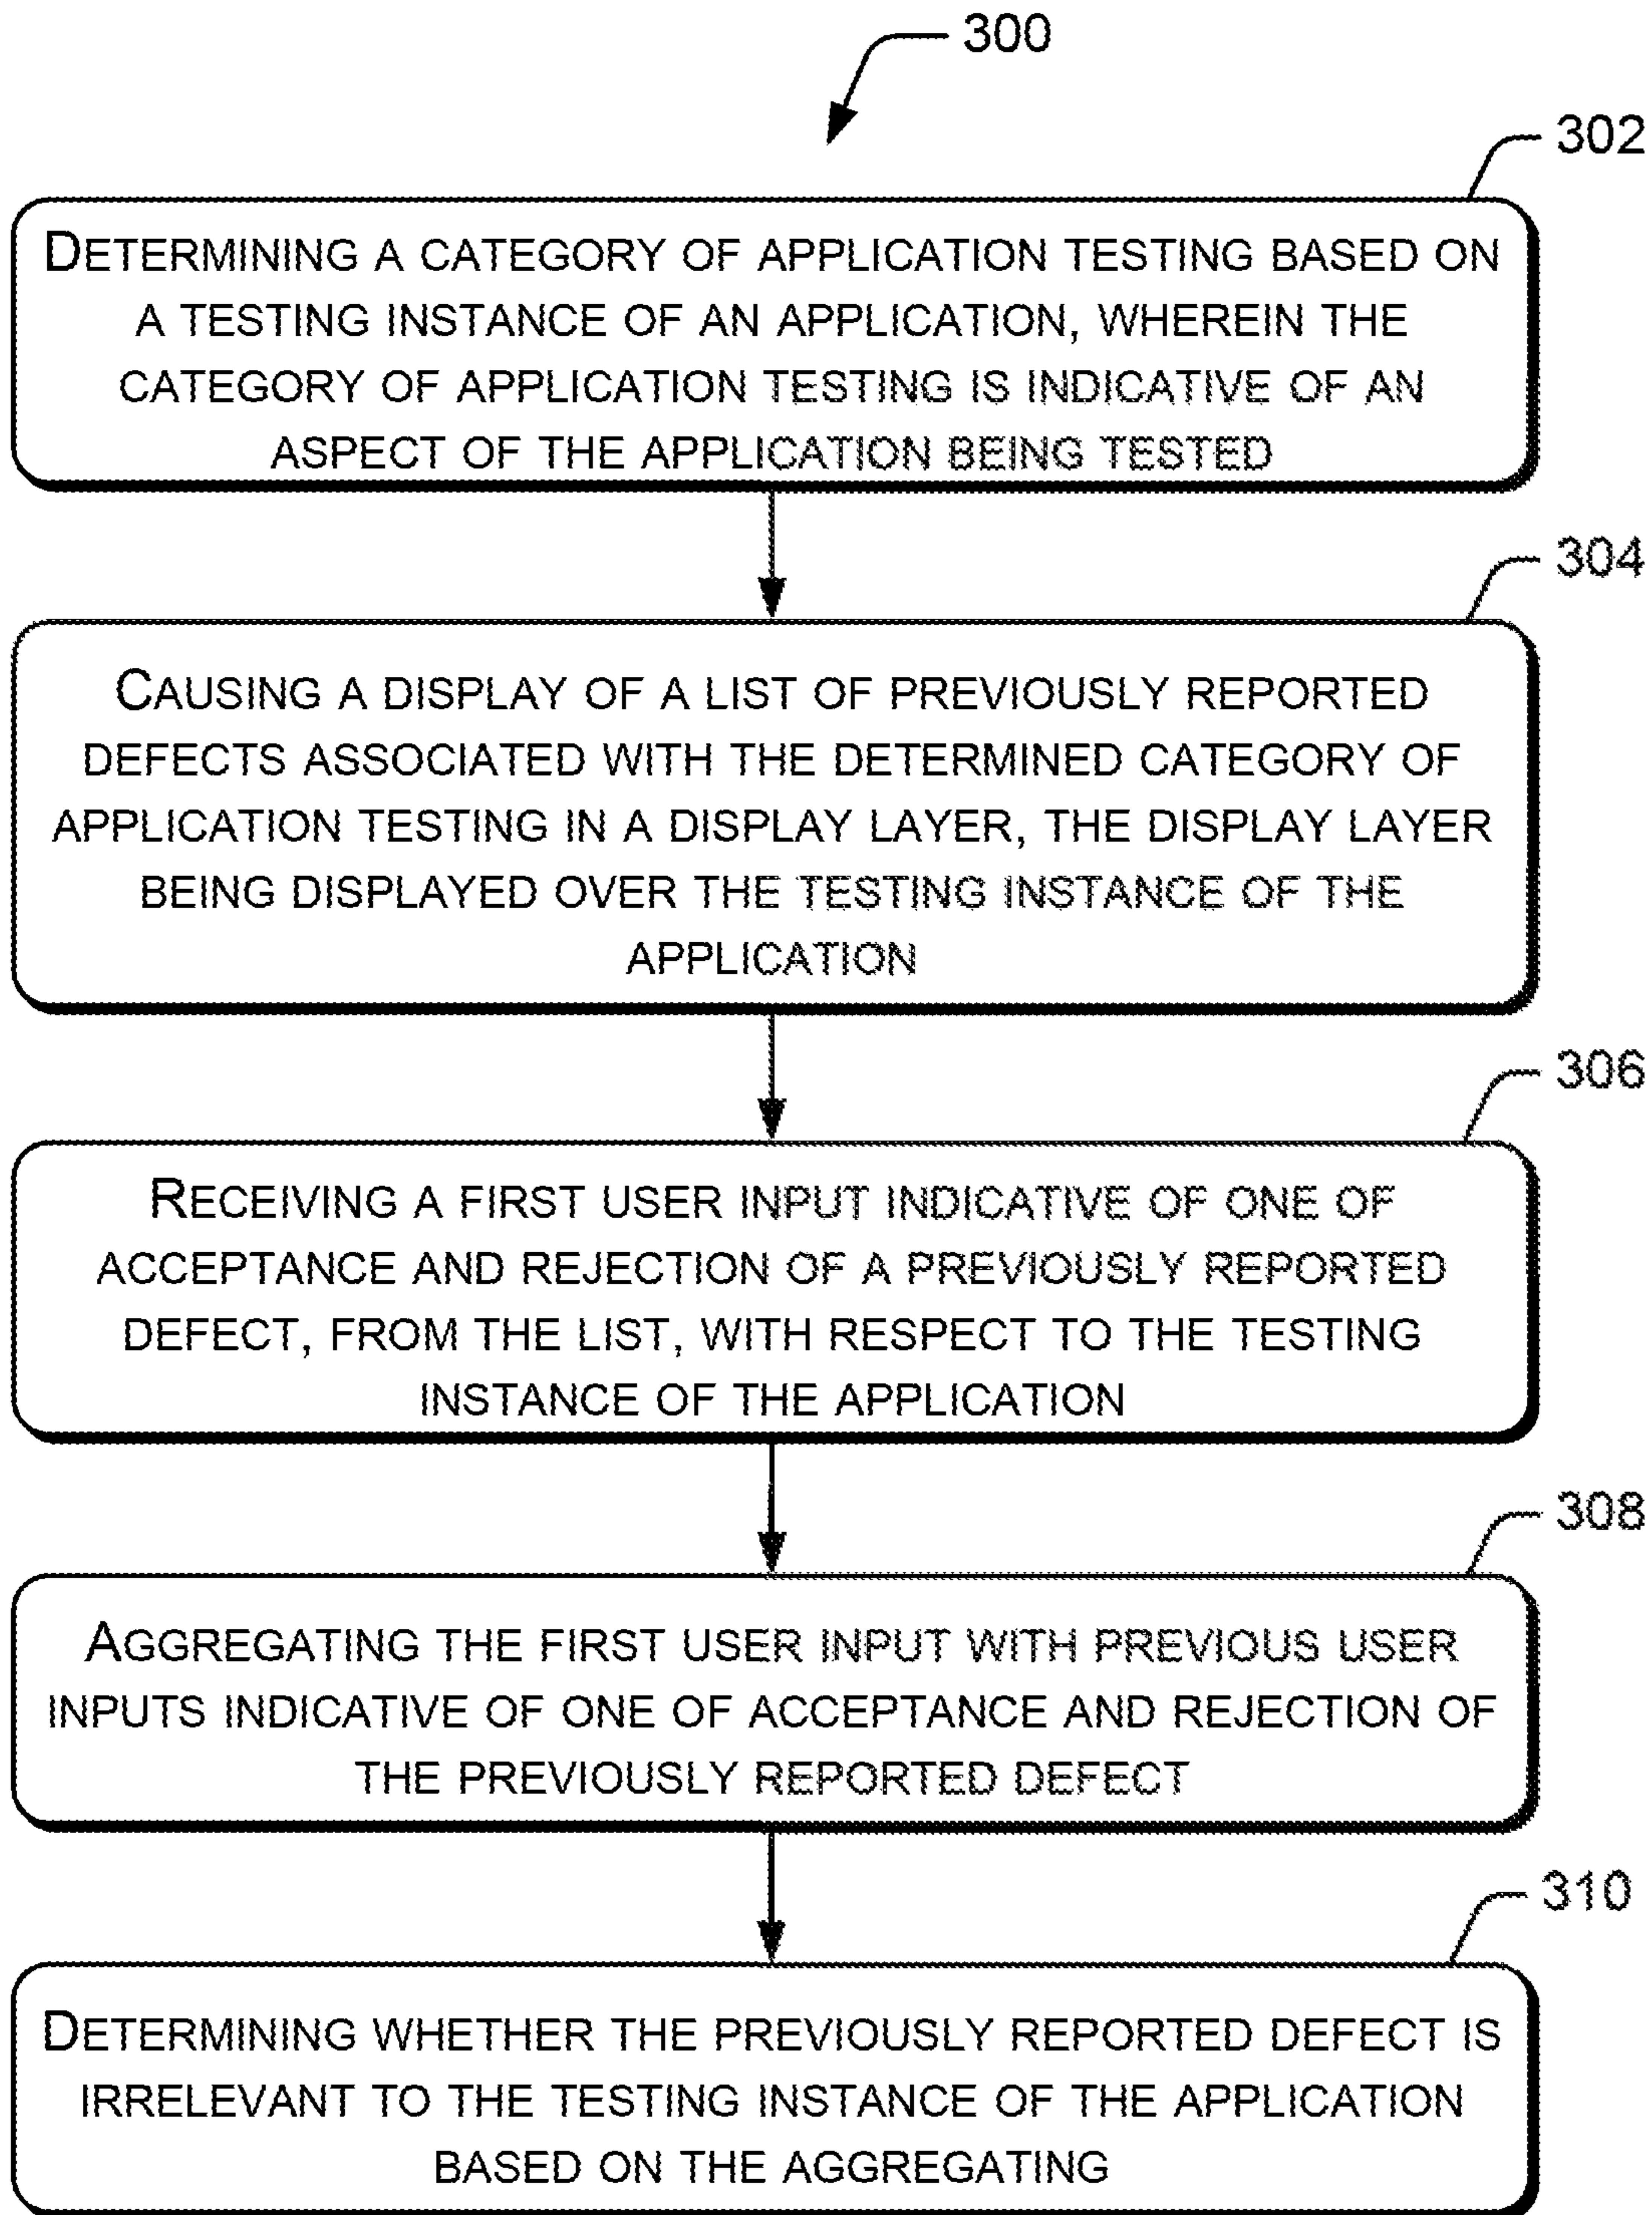 300
302
DETERMINING A CATEGORY OF APPLICATION TESTING BASED ON
A TESTING INSTANCE OF AN APPLICATION, WHEREIN THE
CATEGORY OF APPLICATION TESTING IS INDICATIVE OF AN
ASPECT OF THE APPLICATION BEING TESTED
304
CAUSING A DISPLAY OF A LIST OF PREVIOUSLY REPORTED
DEFECTS ASSOCIATED WITH THE DETERMINED CATEGORY OF
APPLICATION TESTING IN A DISPLAY LAYER, THE DISPLAY LAYER
BEING DISPLAYED OVER THE TESTING INSTANCE OF THE
APPLICATION
306
RECEIVING A FIRST USER INPUT INDICATIVE OF ONE OF
ACCEPTANCE AND REJECTION OF A PREVIOUSLY REPORTED
DEFECT, FROM THE LIST, WITH RESPECT TO THE TESTING
INSTANCE OF THE APPLICATION
308
AGGREGATING THE FIRST USER INPUT WITH PREVIOUS USER
INPUTS INDICATIVE OF ONE OF ACCEPTANCE AND REJECTION OF
THE PREVIOUSLY REPORTED DEFECT
310
DETERMINING WHETHER THE PREVIOUSLY REPORTED DEFECT IS
IRRELEVANT TO THE TESTING INSTANCE OF THE APPLICATION
BASED ON THE AGGREGATING